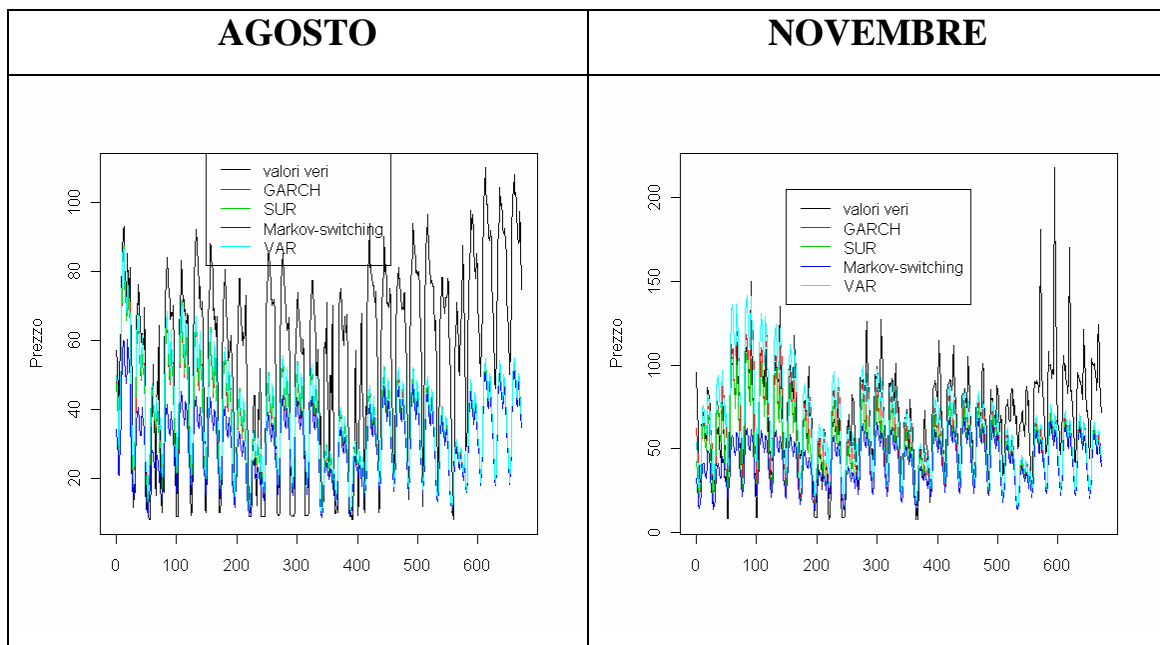 AGOSTO
NOVEMBRE
valori veri
GARCH
SUR
Markov-switching
VAR
Prezzo
20
40
60
80
100
0 100 200 300 400 500 600
valori veri
GARCH
SUR
Markov-switching
VAR
Prezzo
0
50
100
150
200
0 100 200 300 400 500 600